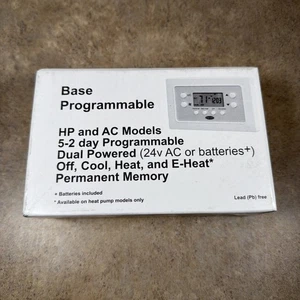 Base
Programmable
HP and AC Models
5-2 day Programmable
Dual Powered (24v AC or batteries+)
Off, Cool, Heat, and E-Heat*
Permanent Memory
+ Batteries included
* Available on heat pump models only
Lead (Pb) free